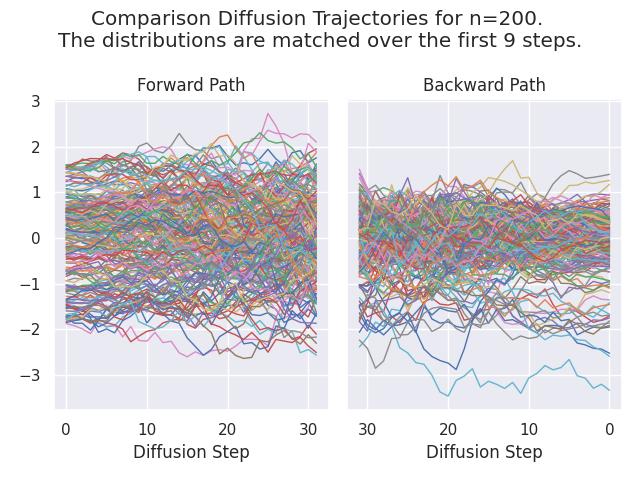 Comparison Diffusion Trajectories for n=200.
The distributions are matched over the first 9 steps.
Forward Path
Backward Path
3
2
1
0
−1
−2
−3
0 10 20 30
30 20 10 0
Diffusion Step
Diffusion Step